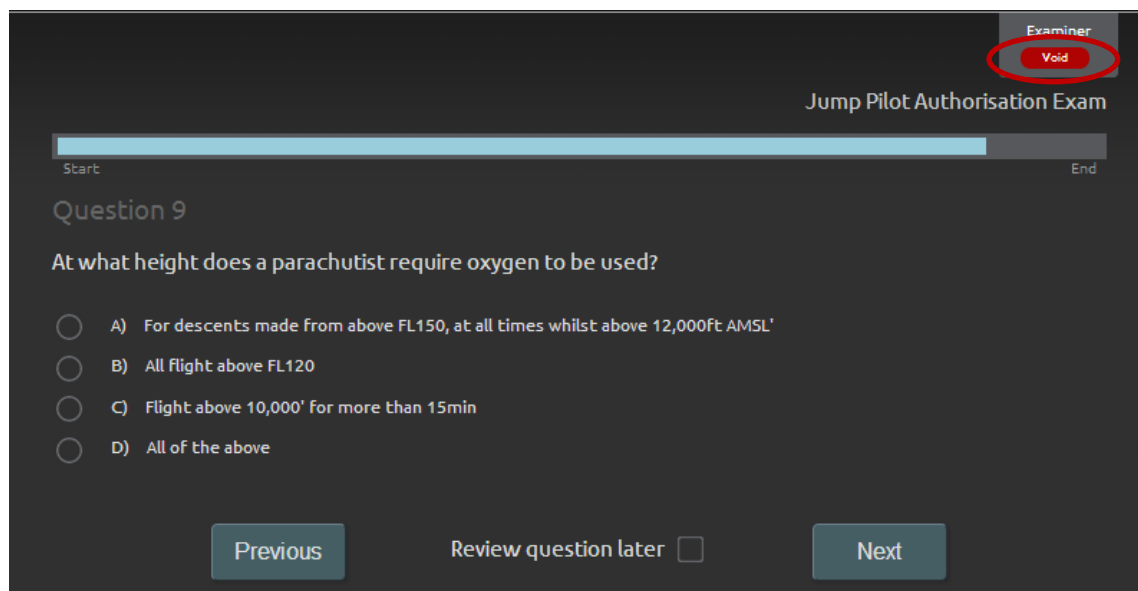 Examiner
Void
Jump Pilot Authorisation Exam
Start
End
Question 9
At what height does a parachutist require oxygen to be used?
A) For descents made from above FL150, at all times whilst above 12,000ft AMSL'
B) All flight above FL120
C) Flight above 10,000' for more than 15min
D) All of the above
Previous
Review question later
Next